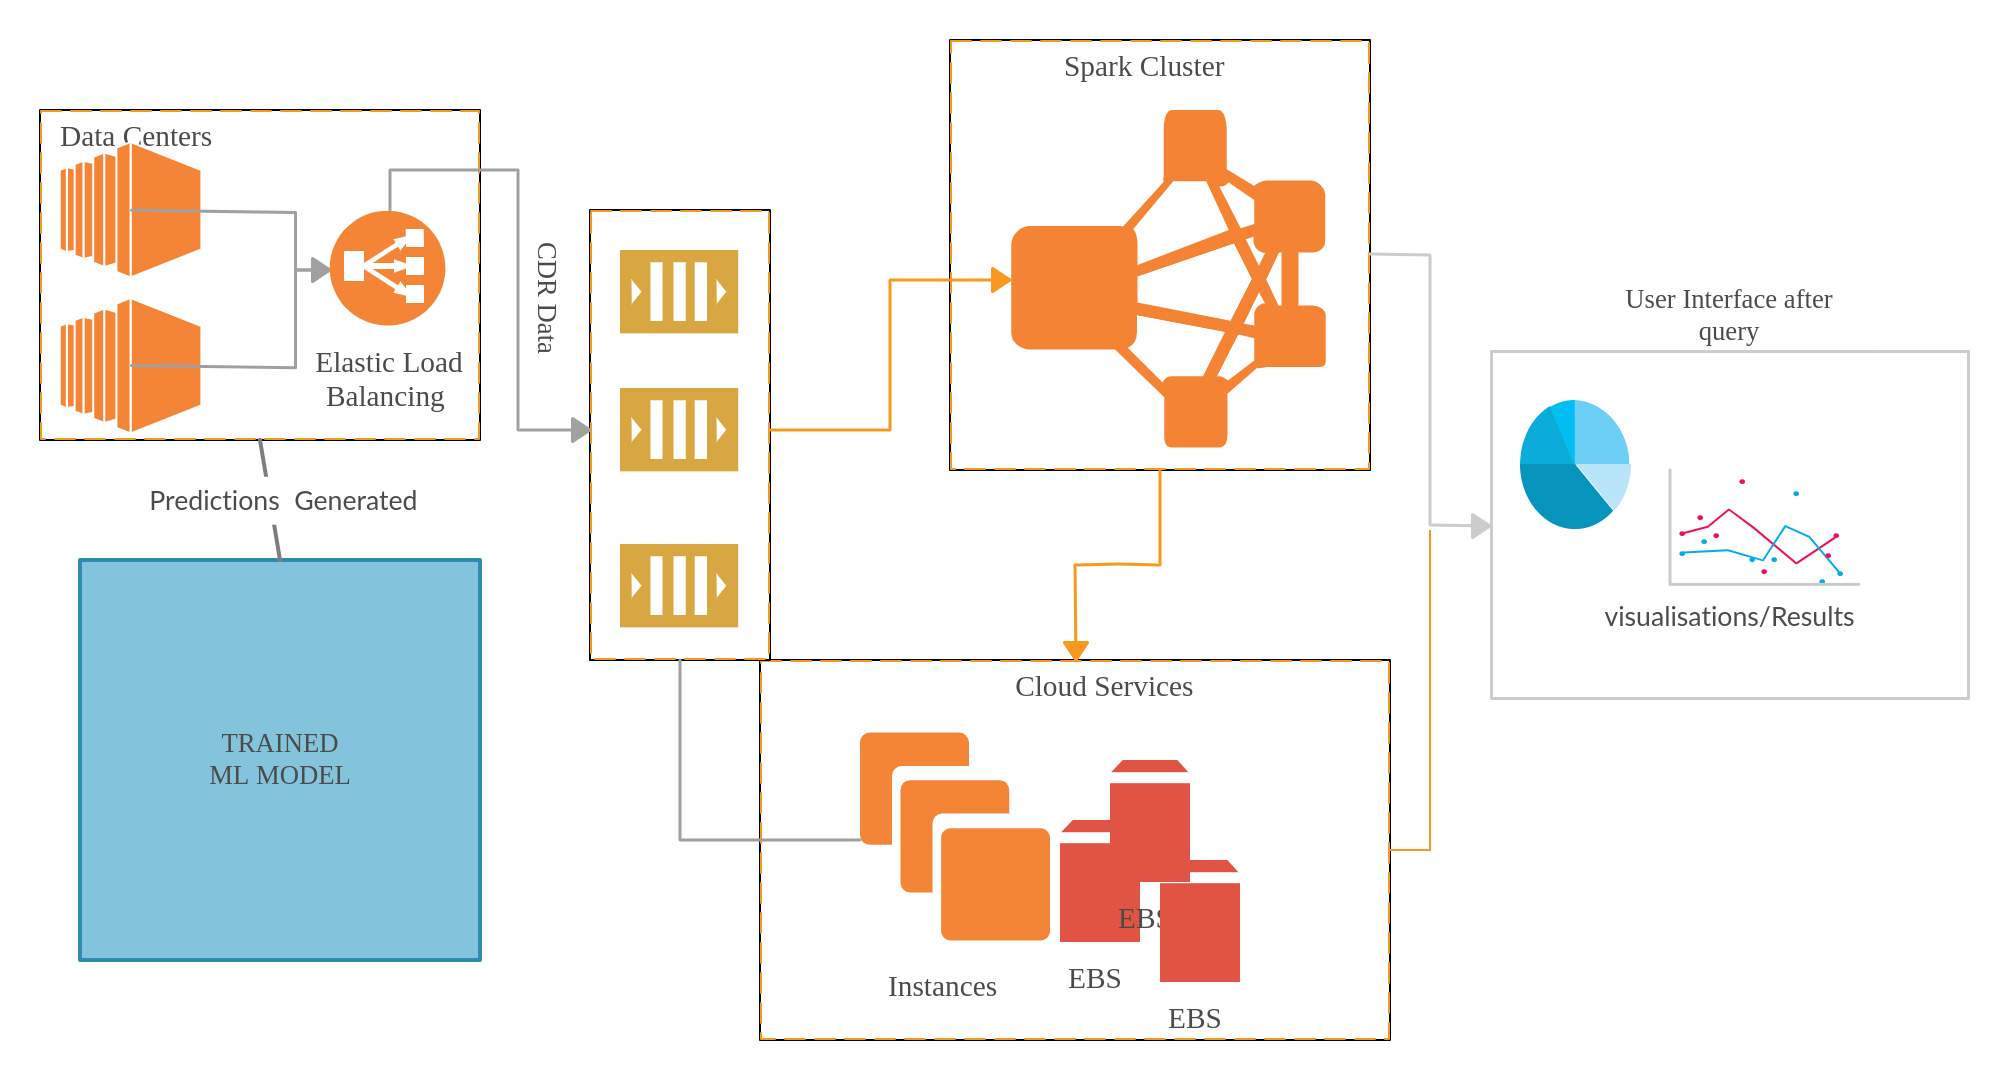 Data Centers
Elastic Load
Balancing
Predictions Generated
TRAINED
ML MODEL
CDR Data
Spark Cluster
Cloud Services
Instances
EBS
EBS
EBS
User Interface after
query
visualisations/Results